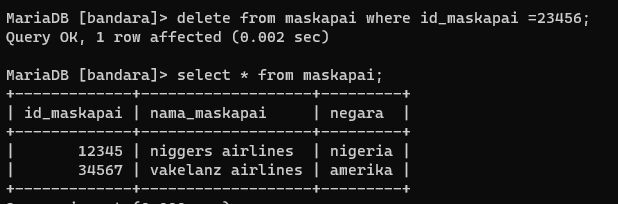 MariaDB [bandara]> delete from maskapai where id_maskapai =23456;
Query OK, 1 row affected (0.002 sec)
MariaDB [bandara]> select * from maskapai;
+-------------+-------------------+---------+
| id_maskapai | nama_maskapai     | negara  |
+-------------+-------------------+---------+
|       12345 | niggers airlines  | nigeria |
|       34567 | vakelanz airlines | amerika |
+-------------+-------------------+---------+